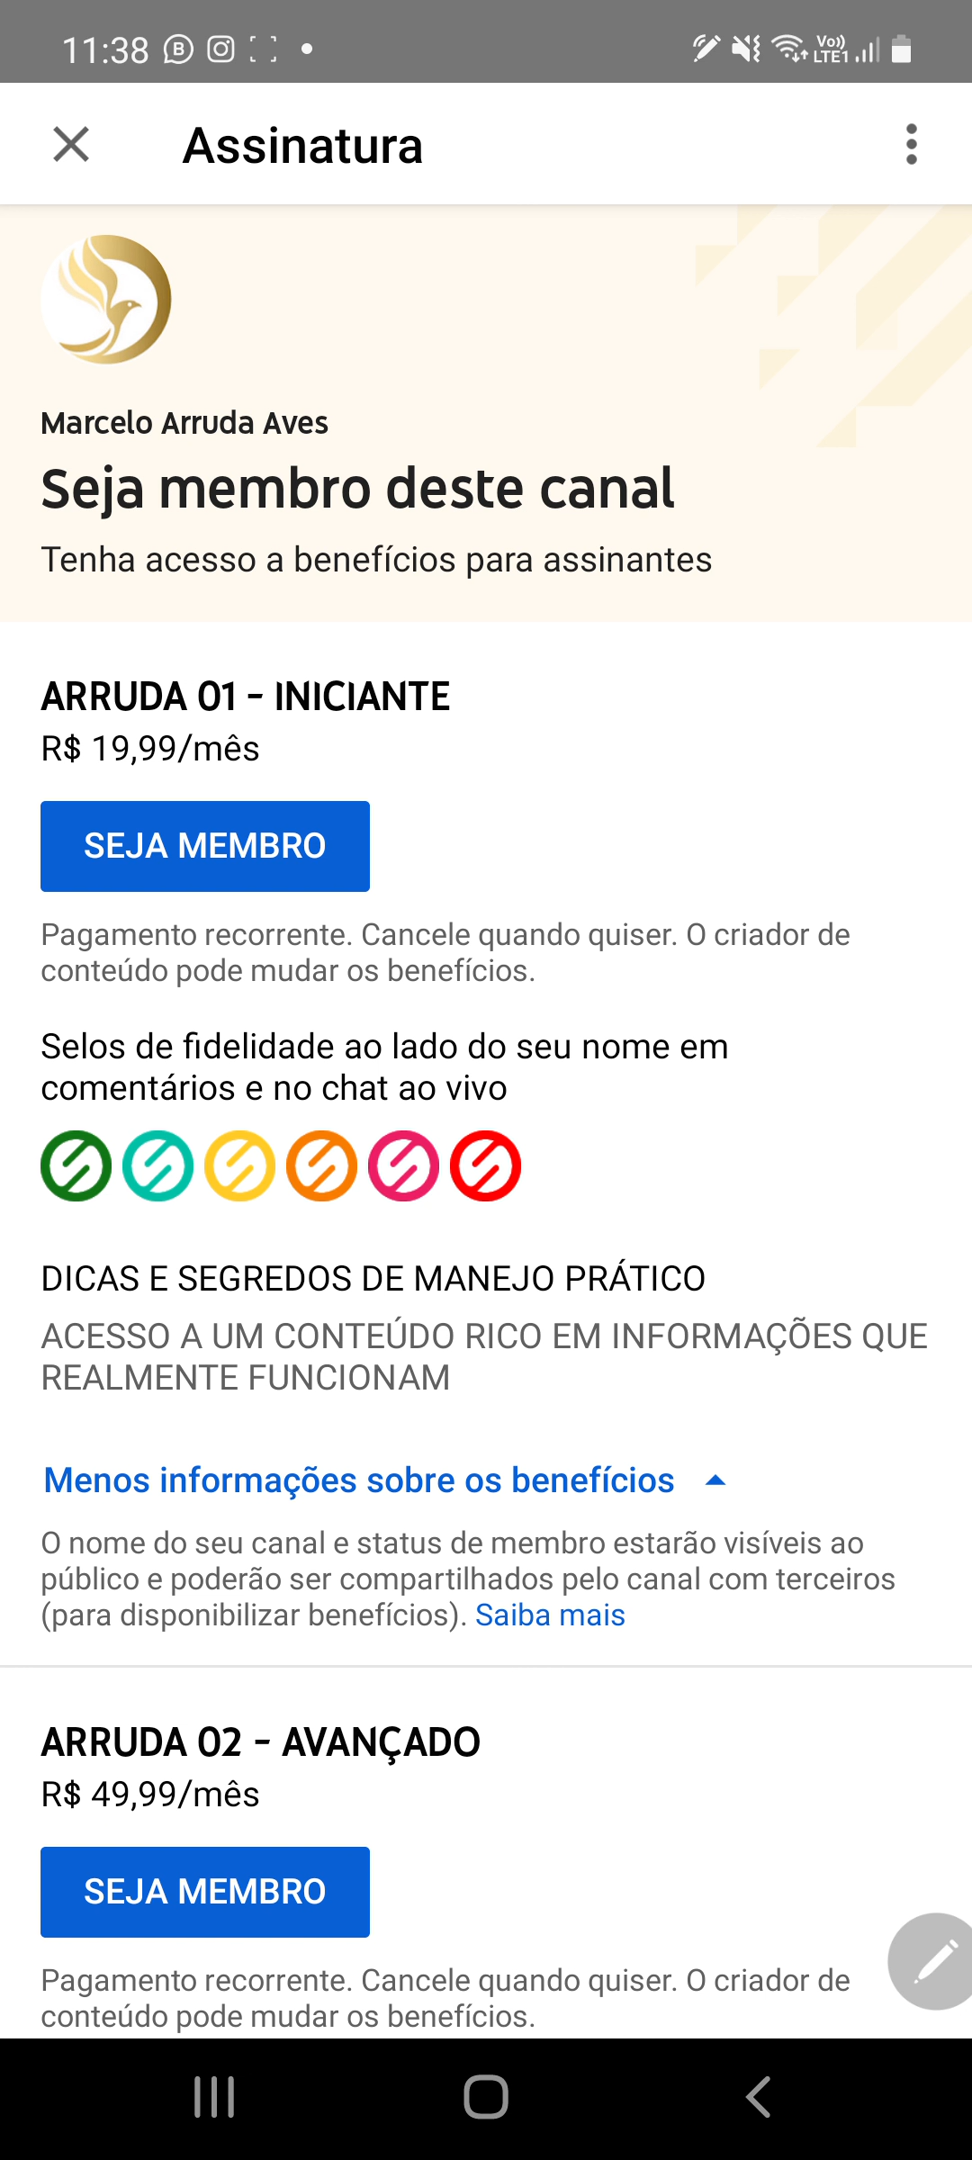 11:38
Vo))
LTE1
Assinatura
Marcelo Arruda Aves
Seja membro deste canal
Tenha acesso a benefícios para assinantes
ARRUDA 01 - INICIANTE
R$ 19,99/mês
SEJA MEMBRO
Pagamento recorrente. Cancele quando quiser. O criador de
conteúdo pode mudar os benefícios.
Selos de fidelidade ao lado do seu nome em
comentários e no chat ao vivo
DICAS E SEGREDOS DE MANEJO PRÁTICO
ACESSO A UM CONTEÚDO RICO EM INFORMAÇÕES QUE
REALMENTE FUNCIONAM
Menos informações sobre os benefícios
O nome do seu canal e status de membro estarão visíveis ao
público e poderão ser compartilhados pelo canal com terceiros
(para disponibilizar benefícios). Saiba mais
ARRUDA 02 - AVANÇADO
R$ 49,99/mês
SEJA MEMBRO
Pagamento recorrente. Cancele quando quiser. O criador de
conteúdo pode mudar os benefícios.